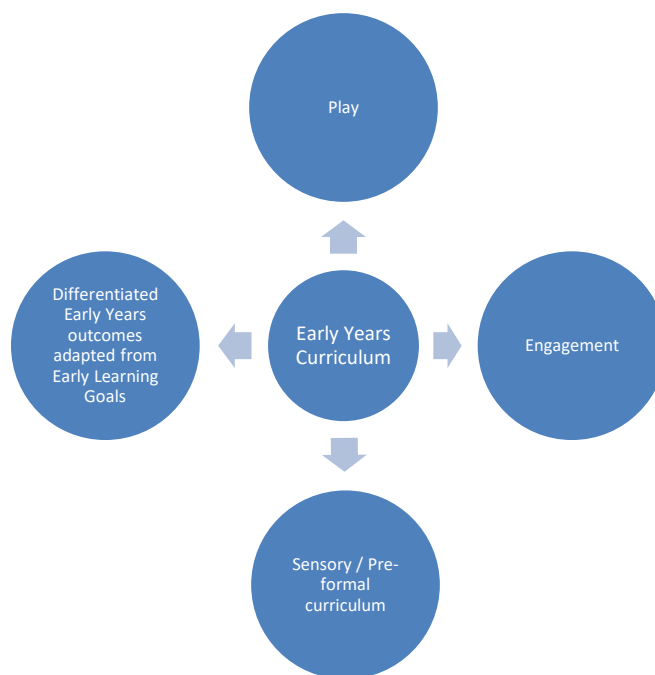 Play
Differentiated
Early Years
outcomes
adapted from
Early Learning
Goals
Early Years
Curriculum
Engagement
Sensory / Pre-
formal
curriculum